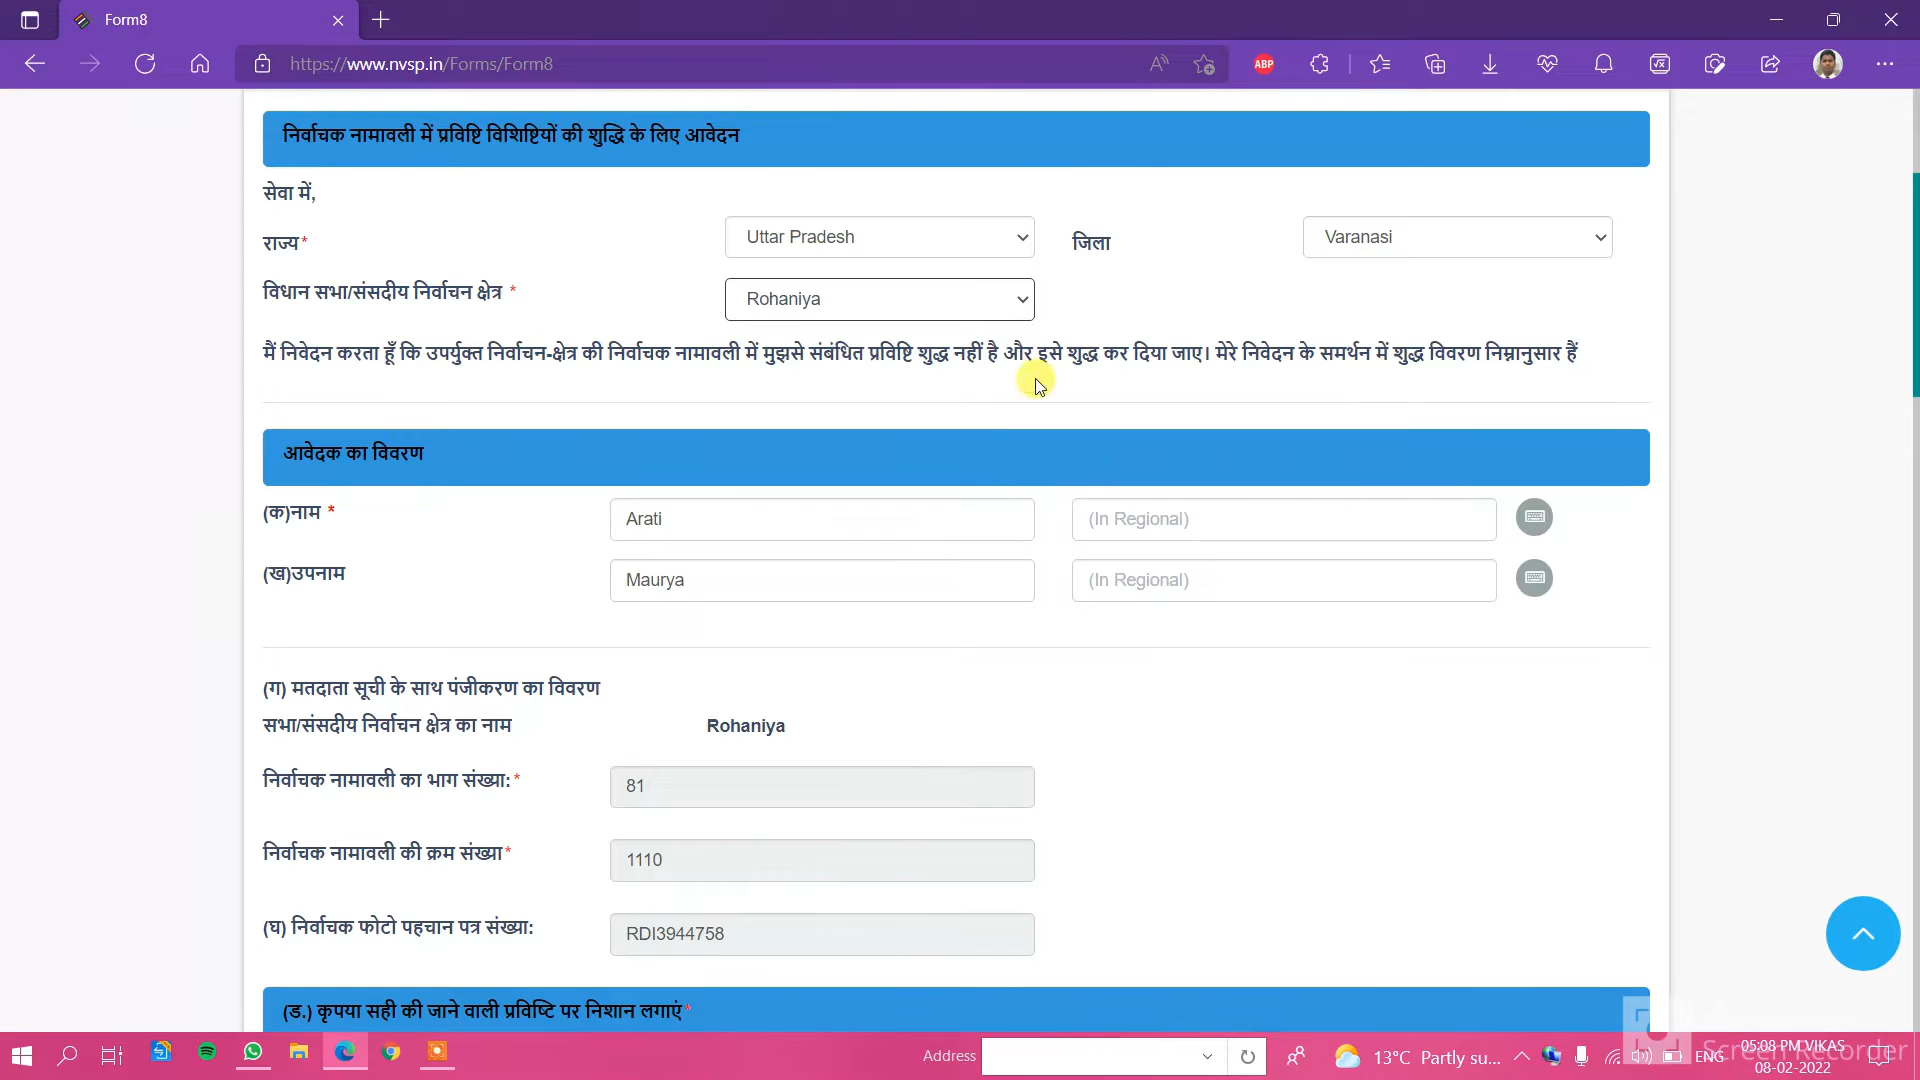 Form8
https://www.nvsp.in/Forms/Form8
ABP
निर्वाचक नामावली में प्रविष्टि विशिष्टियों की शुद्धि के लिए आवेदन
सेवा में,
राज्य* Uttar Pradesh जिला Varanasi
विधान सभा/संसदीय निर्वाचन क्षेत्र * Rohaniya
मैं निवेदन करता हूँ कि उपर्युक्त निर्वाचन-क्षेत्र की निर्वाचक नामावली में मुझसे संबंधित प्रविष्टि शुद्ध नहीं है और इसे शुद्ध कर दिया जाए। मेरे निवेदन के समर्थन में शुद्ध विवरण निम्नानुसार हैं
आवेदक का विवरण
(क)नाम * Arati (In Regional)
(ख)उपनाम Maurya (In Regional)
(ग) मतदाता सूची के साथ पंजीकरण का विवरण
सभा/संसदीय निर्वाचन क्षेत्र का नाम Rohaniya
निर्वाचक नामावली का भाग संख्या:* 81
निर्वाचक नामावली की क्रम संख्या* 1110
(घ) निर्वाचक फोटो पहचान पत्र संख्या: RDI3944758
(ड.) कृपया सही की जाने वाली प्रविष्टि पर निशान लगाएं*
Address 13°C Partly su... ENG 05:08 PM VIKAS
Screen Recorder
08-02-2022